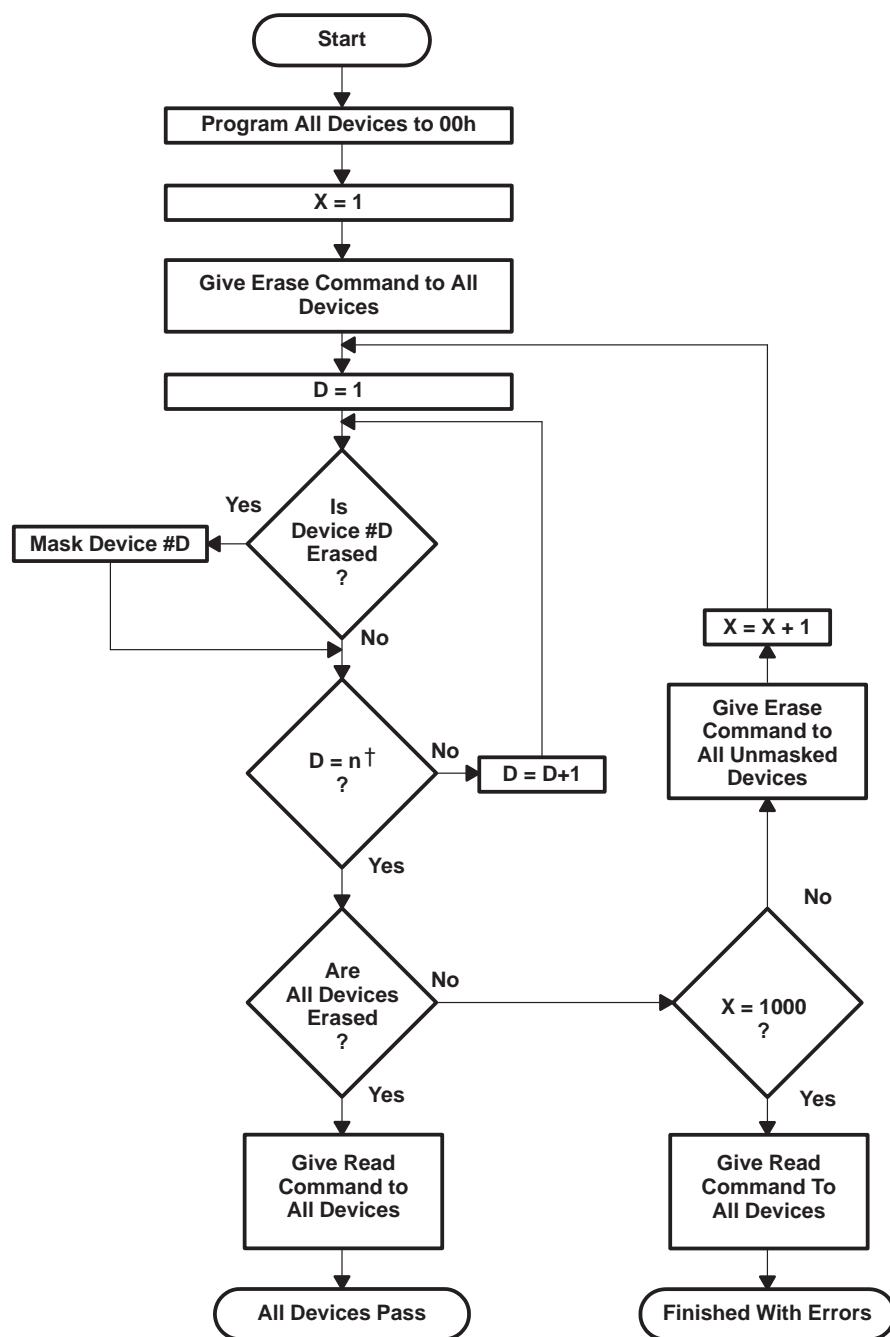 Start
Program All Devices to 00h
X = 1
Give Erase Command to All
Devices
D = 1
Yes
Is
Device #D
Erased
?
Mask Device #D
No
X = X + 1
Give Erase
Command to
All Unmasked
Devices
D = n †
?
No
D = D+1
Yes
No
Are
All Devices
Erased
?
No
X = 1000
?
Yes
Yes
Give Read
Command to
All Devices
Give Read
Command To
All Devices
All Devices Pass
Finished With Errors